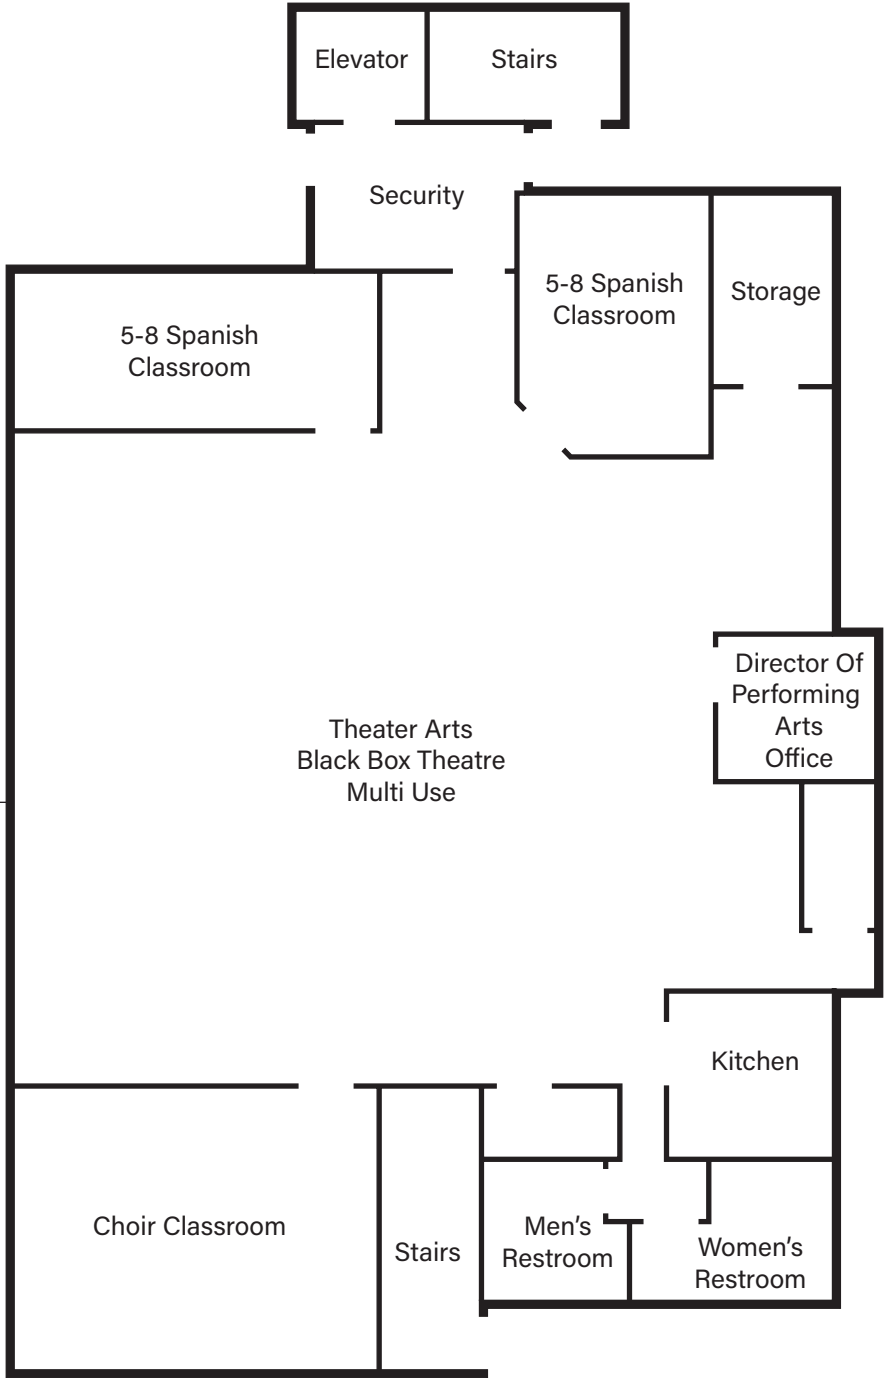 Elevator
Stairs
Security
5-8 Spanish
Classroom
Storage
5-8 Spanish
Classroom
Director Of
Performing
Arts
Office
Theater Arts
Black Box Theatre
Multi Use
Kitchen
Choir Classroom
Stairs
Men’s
Restroom
Women’s
Restroom